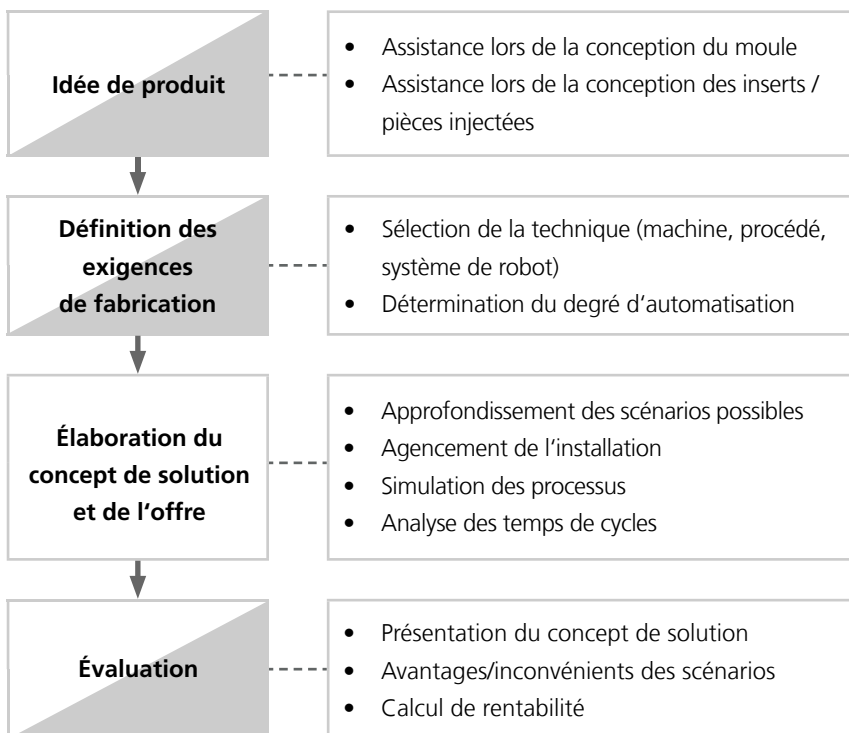 Idée de produit
• Assistance lors de la conception du moule
• Assistance lors de la conception des inserts /
pièces injectées
Définition des
exigences
de fabrication
• Sélection de la technique (machine, procédé,
système de robot)
• Détermination du degré d‘automatisation
Élaboration du
concept de solution
et de l‘offre
• Approfondissement des scénarios possibles
• Agencement de l‘installation
• Simulation des processus
• Analyse des temps de cycles
Évaluation
• Présentation du concept de solution
• Avantages/inconvénients des scénarios
• Calcul de rentabilité